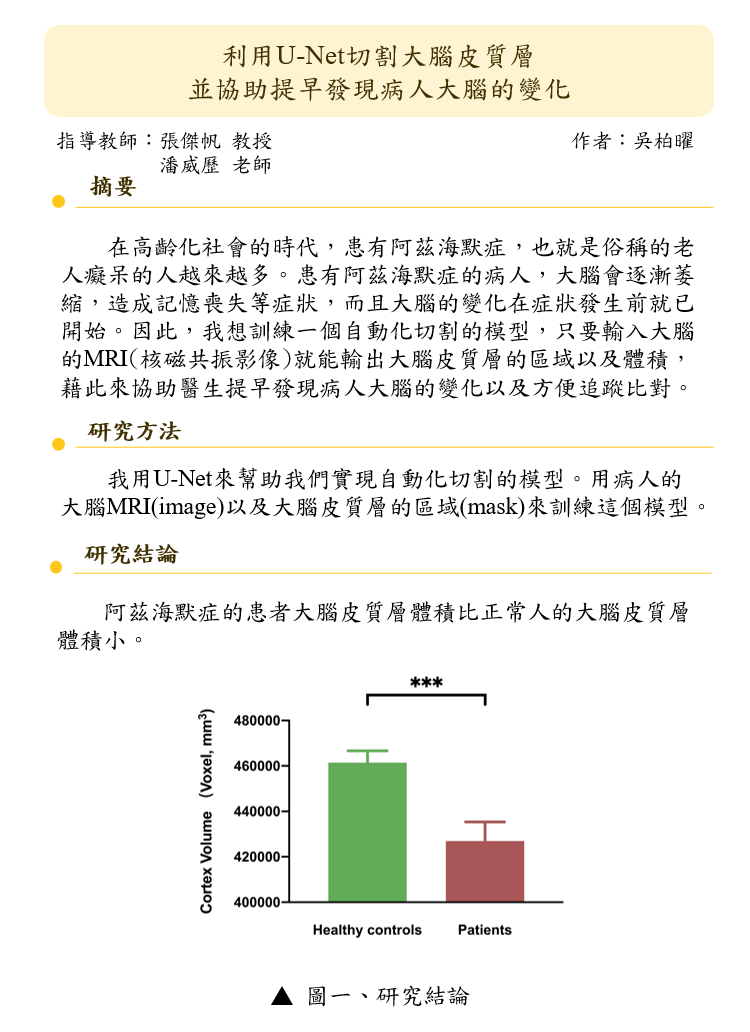 利用U-Net切割大腦皮質層
並協助提早發現病人大腦的變化
指導教師：張傑帆 教授
潘威歷 老師
作者：吳柏曜
摘要
在高齡化社會的時代，患有阿茲海默症，也就是俗稱的老
人癡呆的人越來越多。患有阿茲海默症的病人，大腦會逐漸萎
縮，造成記憶喪失等症狀，而且大腦的變化在症狀發生前就已
開始。因此，我想訓練一個自動化切割的模型，只要輸入大腦
的MRI(核磁共振影像)就能輸出大腦皮質層的區域以及體積，
藉此來協助醫生提早發現病人大腦的變化以及方便追蹤比對。
研究方法
我用U-Net來幫助我們實現自動化切割的模型。用病人的
大腦MRI(image)以及大腦皮質層的區域(mask)來訓練這個模型。
研究結論
阿茲海默症的患者大腦皮質層體積比正常人的大腦皮質層
體積小。
***
Cortex Volume (Voxel, mm³)
480000
460000
440000
420000
400000
Healthy controls
Patients
▲ 圖一、研究結論